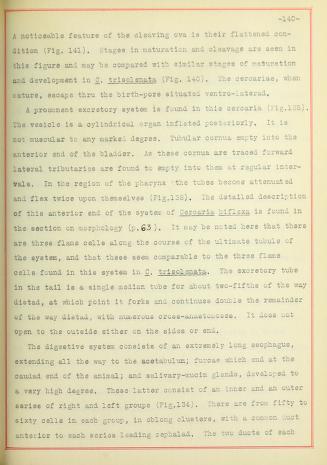 -140-
A noticeable feature of the cleaving ova is their flattened con-
dition (Fig. 141). Stages in maturation and cleavage are seen in
this figure and may be compared with similar stages of maturation
and development in C. trisolenata (Fig. 140). The cercariae, when
mature, escape thru the birth-pore situated ventro-laterad.
A prominent excretory system is found in this cercaria (Fig.135).
The vesicle is a cylindrical organ inflated posteriorly. It is
not muscular to any marked degree. Tubular cornua empty into the
anterior end of the bladder. As these cornua are traced forward
lateral tributaries are found to empty into them at regular inter-
vals. In the region of the pharynx the tubes become attenuated
and flex twice upon themselves (Fig.135). The detailed description
of this anterior end of the system of Cercaria biflexa is found in
the section on morphology (p.63). It may be noted here that there
are three flame cells along the course of the ultimate tubule of
the system, and that these seem comparable to the three flame
cells found in this system in C. trisolenata. The excretory tube
in the tail is a single median tube for about two-fifths of the way
distad, at which point it forks and continues double the remainder
of the way distad, with numerous cross-anastomoses. It does not
open to the outside either on the sides or end.
The digestive system consists of an extremely long esophagus,
extending all the way to the acetabulum; furcae which end at the
caudad end of the animal; and salivary-mucin glands, developed to
a very high degree. These latter consist of an inner and an outer
series of right and left groups (Fig.134). There are from fifty to
sixty cells in each group, in oblong clusters, with a common duct
anterior to each series leading cephalad. The two ducts of each